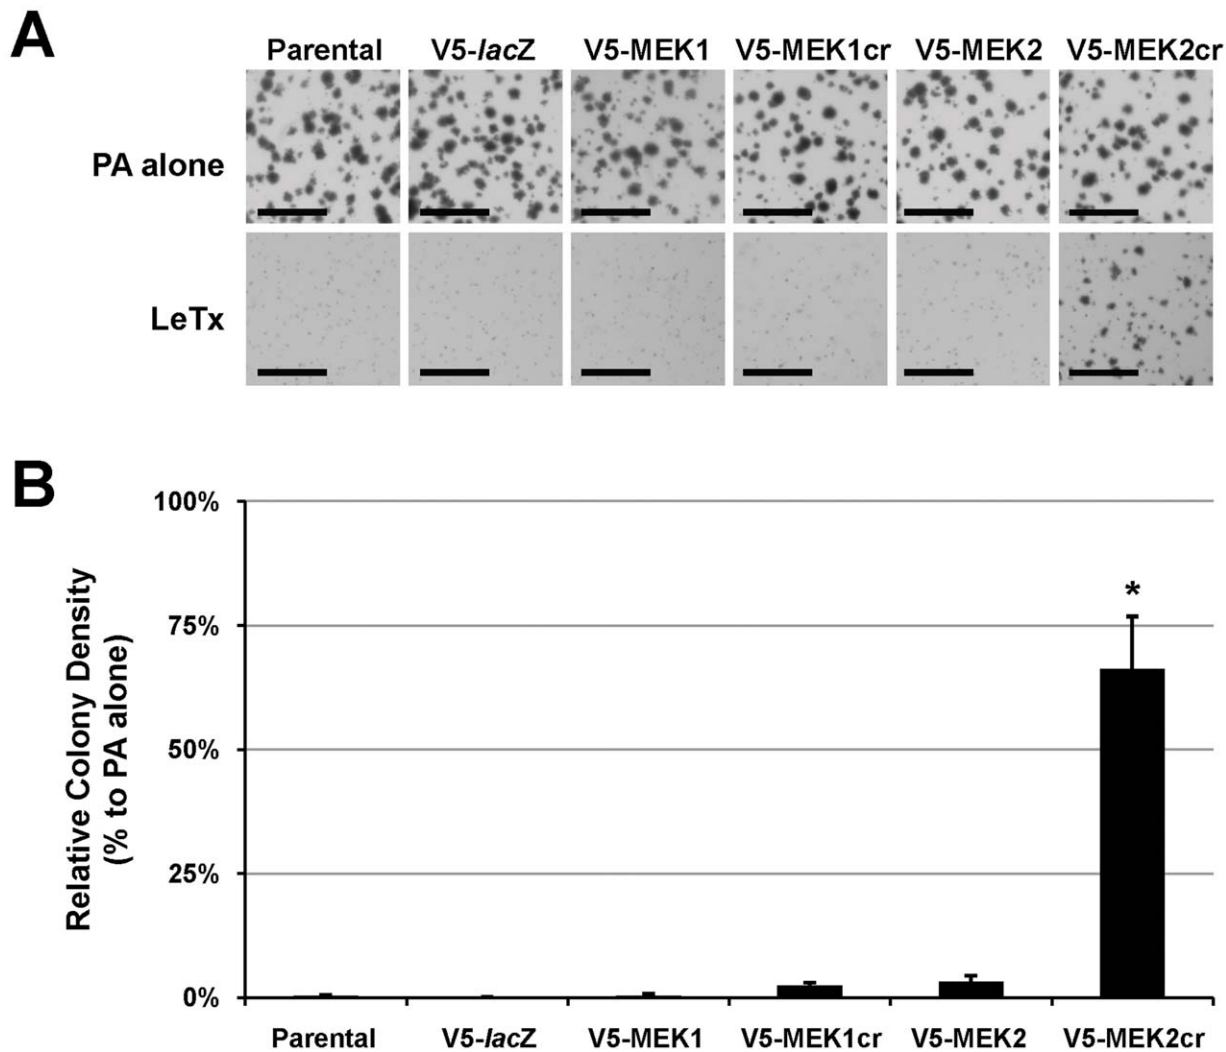 A
Parental V5-lacZ V5-MEK1 V5-MEK1cr V5-MEK2 V5-MEK2cr
PA alone
LeTx
B
Relative Colony Density
(% to PA alone)
100%
75%
50%
25%
0%
*
Parental V5-lacZ V5-MEK1 V5-MEK1cr V5-MEK2 V5-MEK2cr